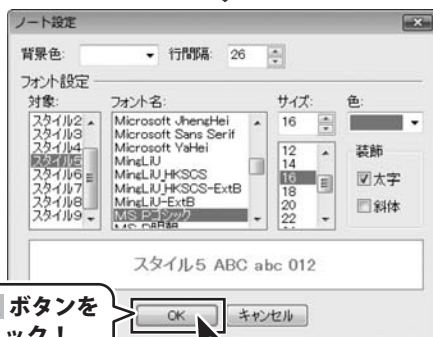 ノート設定
背景色: 行間隔: 26
フォント設定
対象: フォント名: サイズ: 色:
スタイル2 Microsoft JhengHei 16
スタイル3 Microsoft Sans Serif
スタイル4 Microsoft YaHei 12 装飾
スタイル5 MingLiU 14
スタイル6 MingLiU_HKSCS 16 太字
スタイル7 MingLiU_HKSCS-ExtB 18
スタイル8 MingLiU-ExtB 20 斜体
スタイル9 MS Pゴシック 22
MS P明朝
スタイル5 ABC abc 012
ボタンを
ック!
OK キャンセル